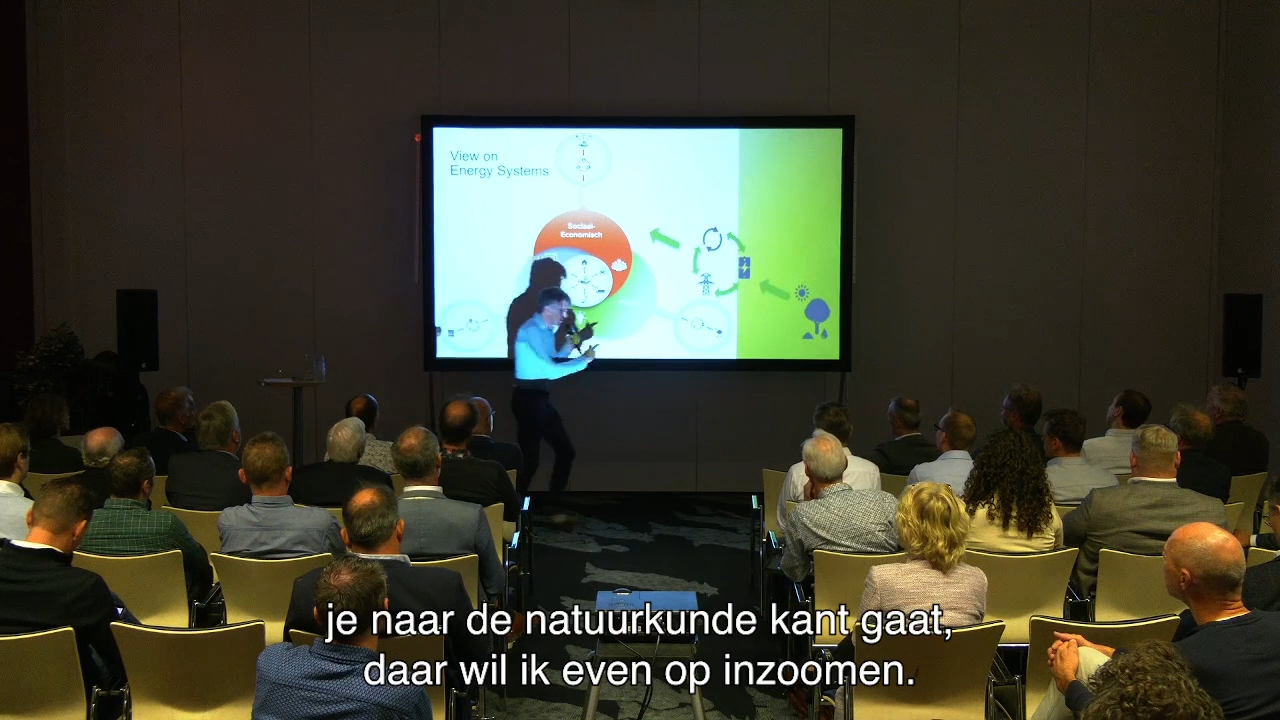 View on
Energy Systems
Sociaal-
Economisch
je naar de natuurkunde kant gaat,
daar wil ik even op inzoomen.